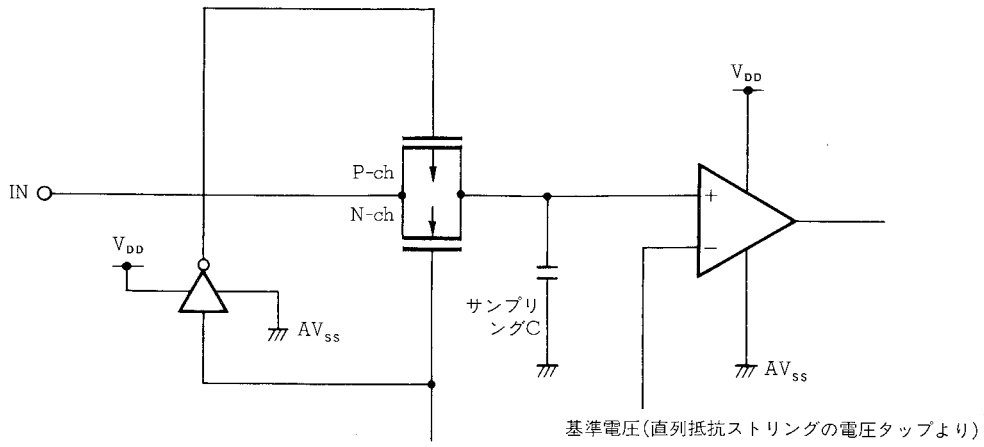 V_DD
P-ch
IN
N-ch
+
−
V_DD
AV_SS
サンプリ
ングC
AV_SS
基準電圧(直列抵抗ストリングの電圧タップより)